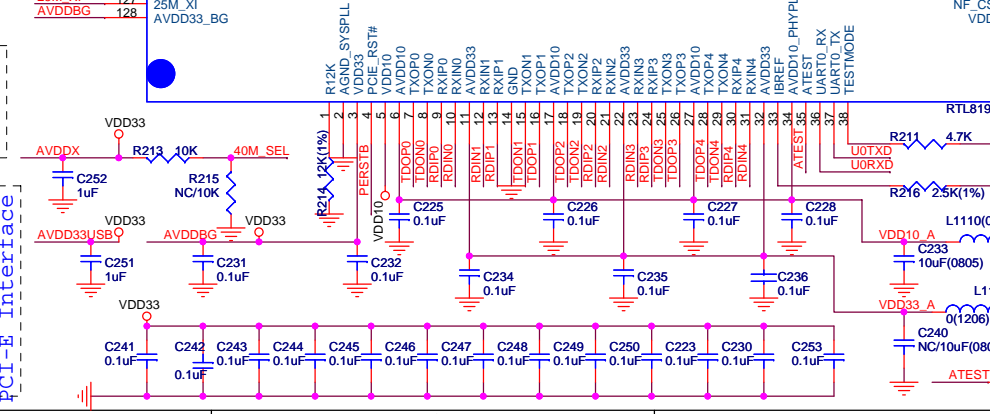 127
25M_XI
AVDDBG
128
AVDD33_BG
R12K
AGND_SYSPLL
VDD33
PCIE_RST#
VDD10
AVDD10
TXOP0
TXON0
RXIP0
RXIN0
AVDD33
RXIN1
RXIP1
GND
TXON1
TXOP1
AVDD10
TXOP2
TXON2
RXIP2
RXIN2
AVDD33
RXIN3
RXIP3
TXON3
TXOP3
AVDD10
TXOP4
TXON4
RXIP4
RXIN4
AVDD33
IBREF
AVDD10_PHYPL
ATEST
UART0_RX
UART0_TX
TESTMODE
NF_CS
VDD
RTL819
1
2
3
4
5
6
7
8
9
10
11
12
13
14
15
16
17
18
19
20
21
22
23
24
25
26
27
28
29
30
31
32
33
34
35
36
37
38
VDD33
AVDDX
R213
10K
40M_SEL
C252
1uF
R215
NC/10K
R214
12K(1%)
PERSTB
VDD10
TDOP0
TDON0
RDIP0
RDIN0
RDIN1
RDIP1
TDON1
TDOP1
TDOP2
TDON2
RDIP2
RDIN2
RDIN3
RDIP3
TDON3
TDOP3
TDOP4
TDON4
RDIP4
RDIN4
ATEST
R211
4.7K
U0TXD
U0RXD
R216
2.5K(1%)
VDD33
VDD33
AVDD33USB
AVDDBG
C251
1uF
C231
0.1uF
C232
0.1uF
C225
0.1uF
C226
0.1uF
C227
0.1uF
C228
0.1uF
L1110(0
VDD10_A
C233
10uF(0805)
C234
0.1uF
C235
0.1uF
C236
0.1uF
L11
VDD33_A
0(1206)
C240
NC/10uF(080
ATEST
VDD33
C241
0.1uF
C242
0.1uF
C243
0.1uF
C244
0.1uF
C245
0.1uF
C246
0.1uF
C247
0.1uF
C248
0.1uF
C249
0.1uF
C250
0.1uF
C223
0.1uF
C230
0.1uF
C253
0.1uF
PCI-E Interface